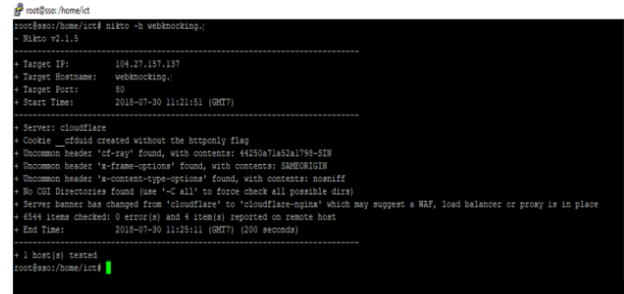 root@sso: /home/ict
root@sso:/home/ict# nikto -h webknocking.
- Nikto v2.1.5
---------------------------------------------------------------------------
+ Target IP: 104.27.157.137
+ Target Hostname: webknocking.
+ Target Port: 80
+ Start Time: 2018-07-30 11:21:51 (GMT7)
---------------------------------------------------------------------------
+ Server: cloudflare
+ Cookie __cfduid created without the httponly flag
+ Uncommon header 'cf-ray' found, with contents: 44250a71a52a1798-SIN
+ Uncommon header 'x-frame-options' found, with contents: SAMEORIGIN
+ Uncommon header 'x-content-type-options' found, with contents: nosniff
+ No CGI Directories found (use '-C all' to force check all possible dirs)
+ Server banner has changed from 'cloudflare' to 'cloudflare-nginx' which may suggest a WAF, load balancer or proxy is in place
+ 6544 items checked: 0 error(s) and 4 item(s) reported on remote host
+ End Time: 2018-07-30 11:25:11 (GMT7) (200 seconds)
---------------------------------------------------------------------------
+ 1 host(s) tested
root@sso:/home/ict#